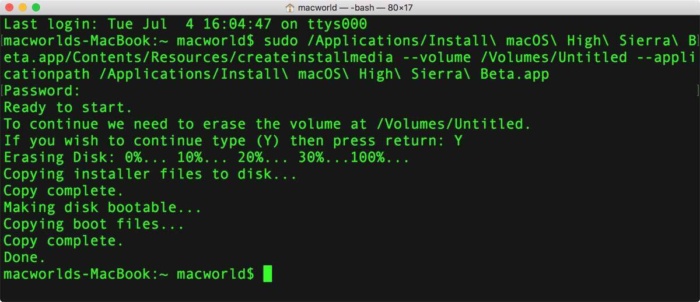 macworld — -bash — 80×17
Last login: Tue Jul  4 16:04:47 on ttys000
macworlds-MacBook:~ macworld$ sudo /Applications/Install\ macOS\ High\ Sierra\ B
eta.app/Contents/Resources/createinstallmedia --volume /Volumes/Untitled --appli
cationpath /Applications/Install\ macOS\ High\ Sierra\ Beta.app
Password:
Ready to start.
To continue we need to erase the volume at /Volumes/Untitled.
If you wish to continue type (Y) then press return: Y
Erasing Disk: 0%... 10%... 20%... 30%...100%...
Copying installer files to disk...
Copy complete.
Making disk bootable...
Copying boot files...
Copy complete.
Done.
macworlds-MacBook:~ macworld$